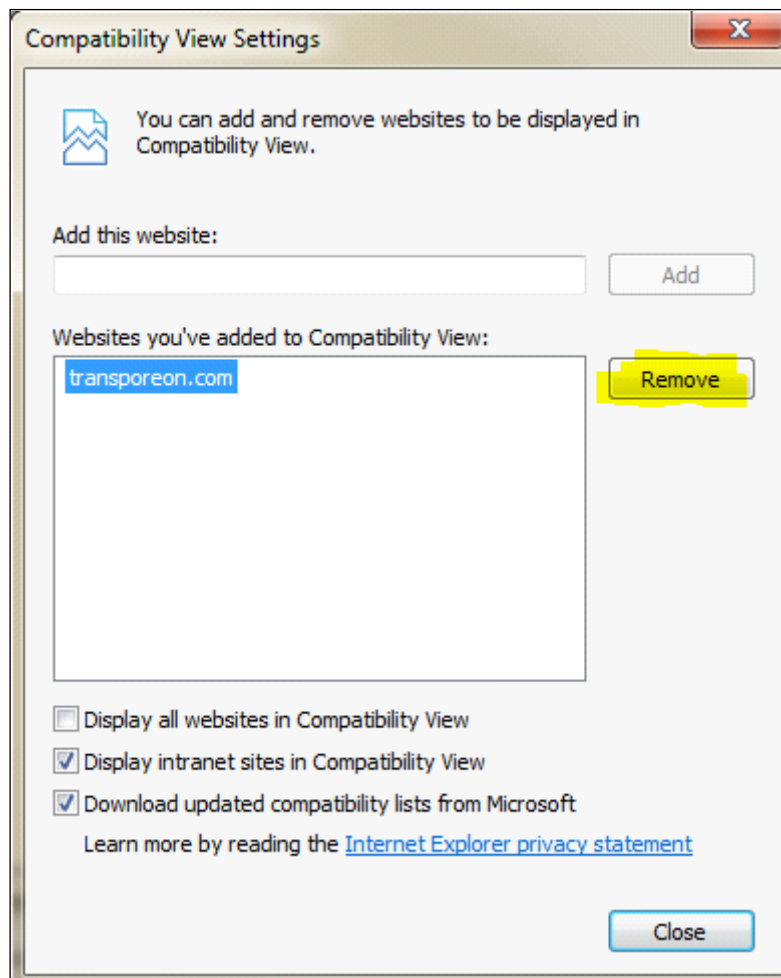 Compatibility View Settings
You can add and remove websites to be displayed in
Compatibility View.
Add this website:
Add
Websites you've added to Compatibility View:
transporeon.com
Remove
Display all websites in Compatibility View
Display intranet sites in Compatibility View
Download updated compatibility lists from Microsoft
Learn more by reading the Internet Explorer privacy statement
Close